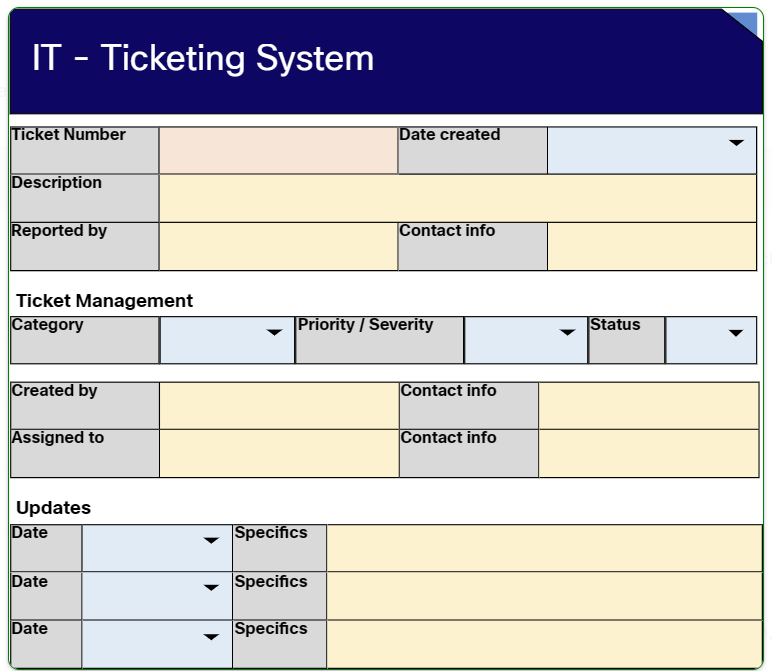 IT - Ticketing System
Ticket Number Date created
Description
Reported by Contact info
Ticket Management
Category Priority / Severity Status
Created by Contact info
Assigned to Contact info
Updates
Date Specifics
Date Specifics
Date Specifics